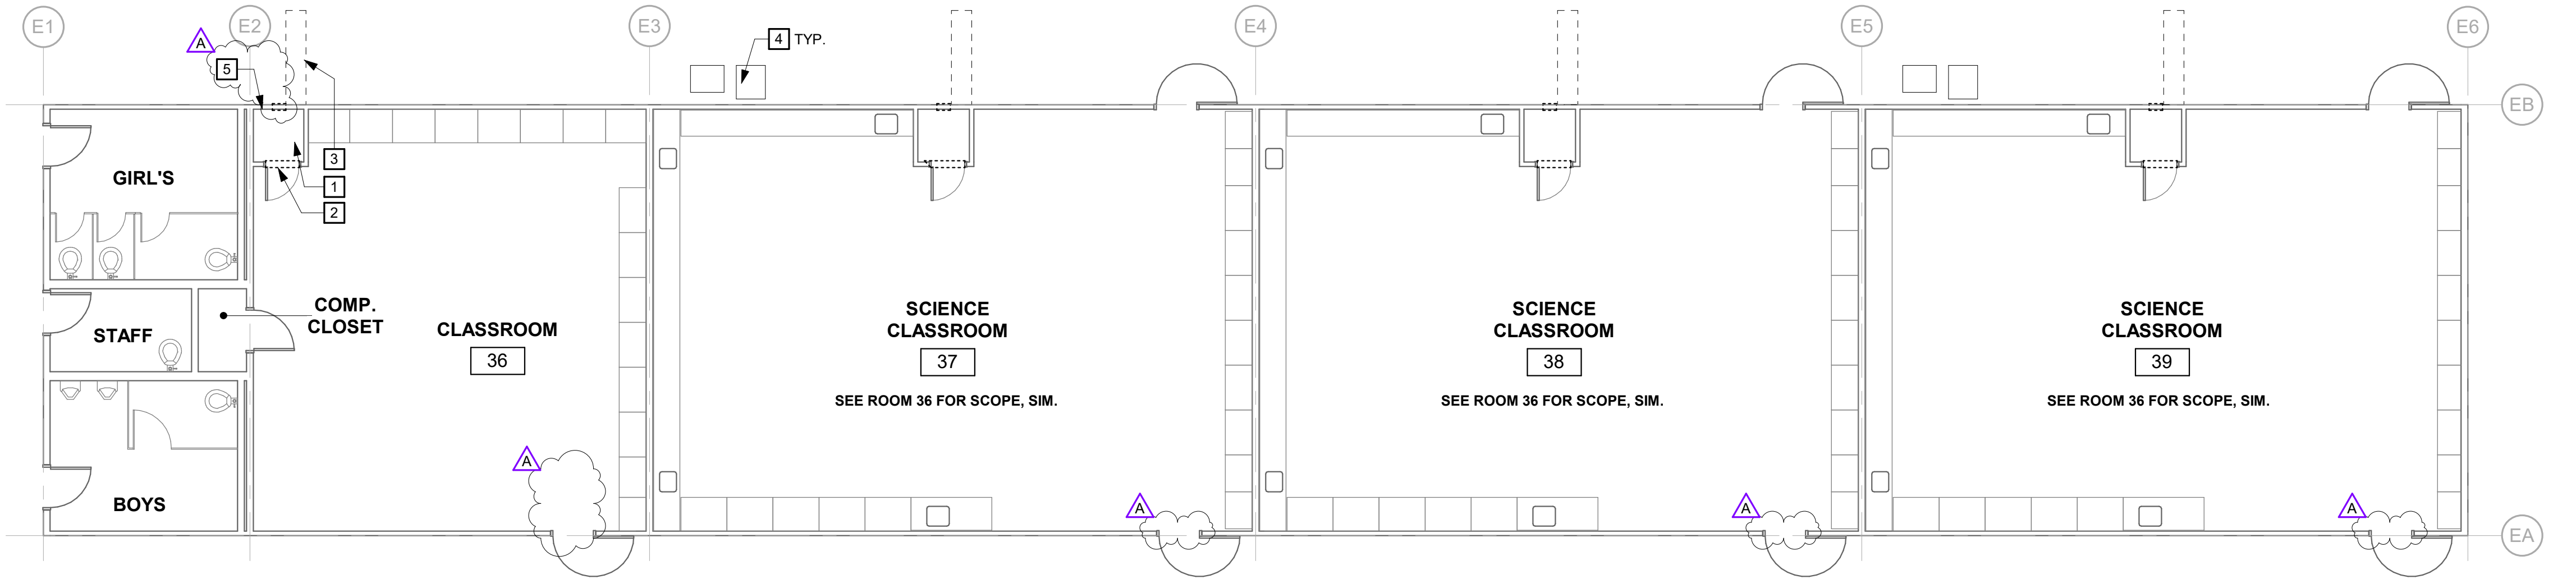 E1
E2
E3
E4
E5
E6
A
5
4 TYP.
EB
3
1
2
GIRL'S
COMP.
CLOSET
STAFF
CLASSROOM
36
SCIENCE
CLASSROOM
37
SEE ROOM 36 FOR SCOPE, SIM.
SCIENCE
CLASSROOM
38
SEE ROOM 36 FOR SCOPE, SIM.
SCIENCE
CLASSROOM
39
SEE ROOM 36 FOR SCOPE, SIM.
BOYS
A
A
A
A
EA